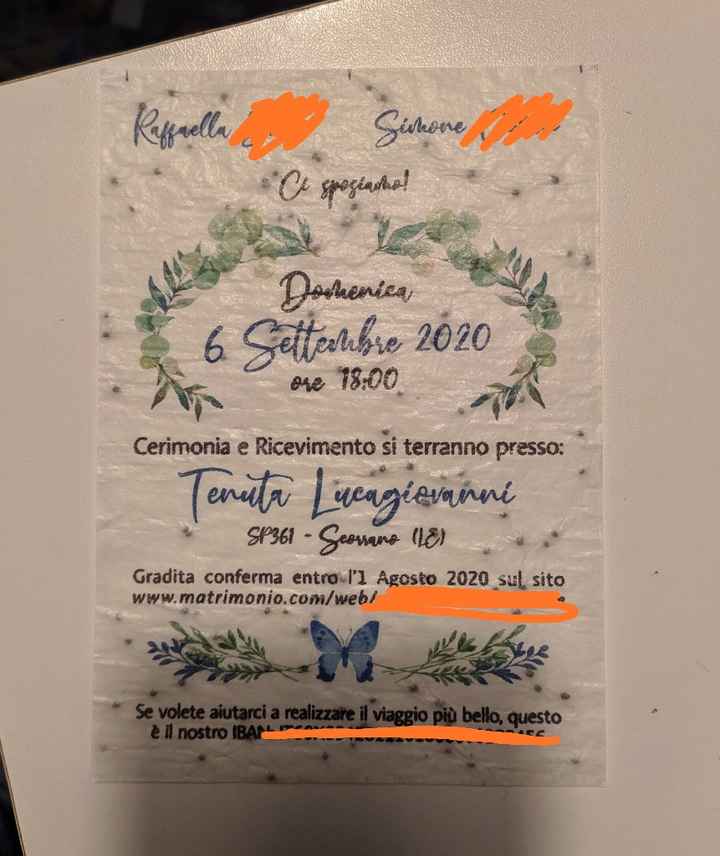 Raffaella Simone
Ci sposiamo!
Domenica
6 Settembre 2020
ore 18:00
Cerimonia e Ricevimento si terranno presso:
Tenuta Lucagiovanni
SP361 - Scorrano (LE)
Gradita conferma entro l'1 Agosto 2020 sul sito
www.matrimonio.com/web/
Se volete aiutarci a realizzare il viaggio più bello, questo
è il nostro IBAN: